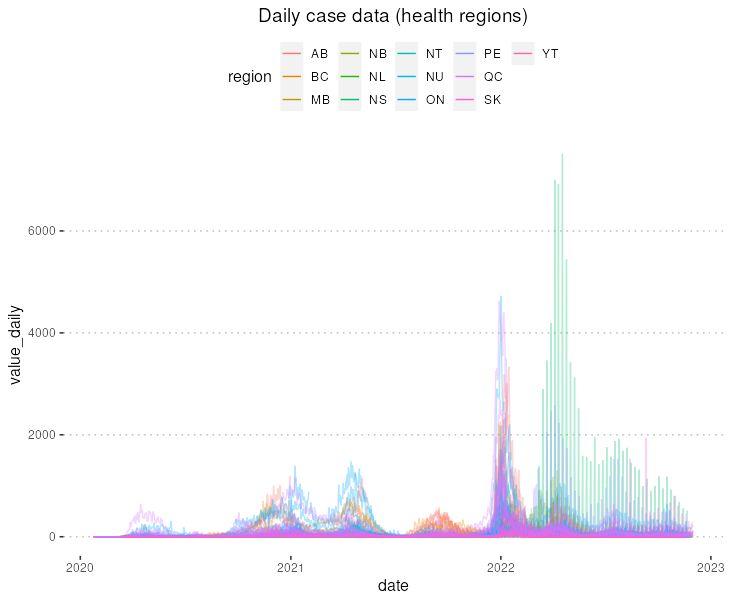 Daily case data (health regions)
region
AB NB NT PE YT
BC NL NU QC
MB NS ON SK
value_daily
6000
4000
2000
0
2020 2021 2022 2023
date